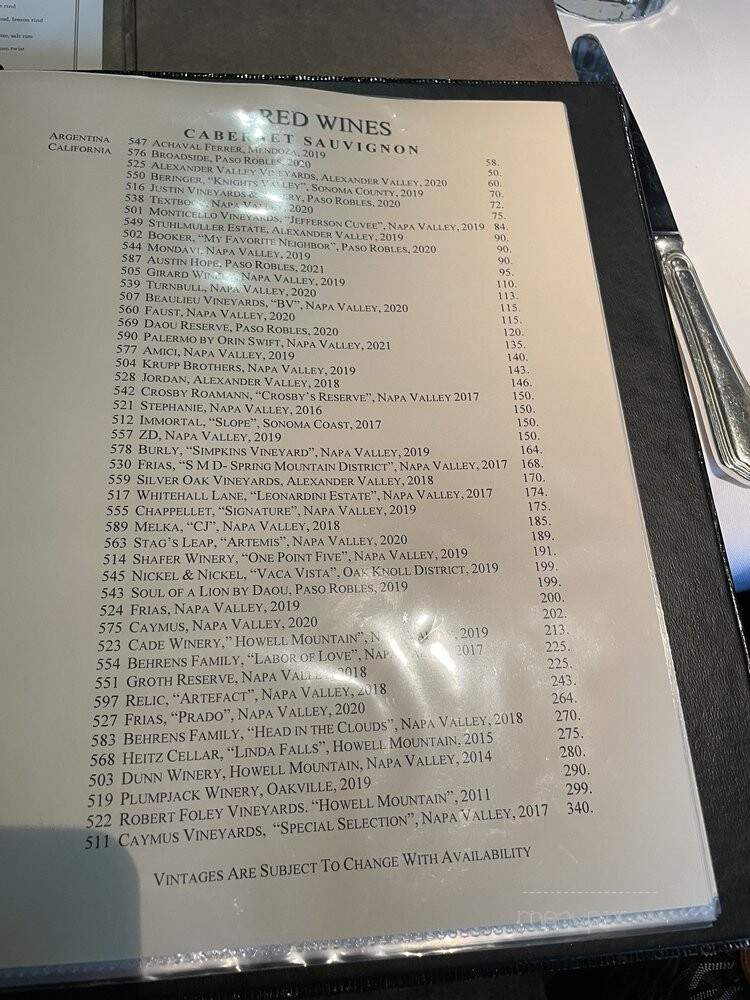 e rind
ed, lemon rind
se, salt rim
on twist
RED WINES
CABERNET SAUVIGNON
ARGENTINA 547 ACHAVAL FERRER, MENDOZA, 2019 58.
CALIFORNIA 576 BROADSIDE, PASO ROBLES, 2020 50.
525 ALEXANDER VALLEY VINEYARDS, ALEXANDER VALLEY, 2020 60.
550 BERINGER, "KNIGHTS VALLEY", SONOMA COUNTY, 2019 70.
516 JUSTIN VINEYARDS & WINERY, PASO ROBLES, 2020 72.
538 TEXTBOOK, NAPA VALLEY, 2020 75.
501 MONTICELLO VINEYARDS, "JEFFERSON CUVEE", NAPA VALLEY, 2019 84.
549 STUHLMULLER ESTATE, ALEXANDER VALLEY, 2019 90.
502 BOOKER, "MY FAVORITE NEIGHBOR", PASO ROBLES, 2020 90.
544 MONDAVI, NAPA VALLEY, 2019 90.
587 AUSTIN HOPE, PASO ROBLES, 2021 95.
505 GIRARD WINERY, NAPA VALLEY, 2019 110.
539 TURNBULL, NAPA VALLEY, 2020 113.
507 BEAULIEU VINEYARDS, "BV", NAPA VALLEY, 2020 115.
560 FAUST, NAPA VALLEY, 2020 115.
569 DAOU RESERVE, PASO ROBLES, 2020 120.
590 PALERMO BY ORIN SWIFT, NAPA VALLEY, 2021 135.
577 AMICI, NAPA VALLEY, 2019 140.
504 KRUPP BROTHERS, NAPA VALLEY, 2019 143.
528 JORDAN, ALEXANDER VALLEY, 2018 146.
542 CROSBY ROAMANN, "CROSBY'S RESERVE", NAPA VALLEY 2017 150.
521 STEPHANIE, NAPA VALLEY, 2016 150.
512 IMMORTAL, "SLOPE", SONOMA COAST, 2017 150.
557 ZD, NAPA VALLEY, 2019 150.
578 BURLY, "SIMPKINS VINEYARD", NAPA VALLEY, 2019 164.
530 FRIAS, "S M D- SPRING MOUNTAIN DISTRICT", NAPA VALLEY, 2017 168.
559 SILVER OAK VINEYARDS, ALEXANDER VALLEY, 2018 170.
517 WHITEHALL LANE, "LEONARDINI ESTATE", NAPA VALLEY, 2017 174.
555 CHAPPELLET, "SIGNATURE", NAPA VALLEY, 2019 175.
589 MELKA, "CJ", NAPA VALLEY, 2018 185.
563 STAG'S LEAP, "ARTEMIS", NAPA VALLEY, 2020 189.
514 SHAFER WINERY, "ONE POINT FIVE", NAPA VALLEY, 2019 191.
545 NICKEL & NICKEL, "VACA VISTA", OAK KNOLL DISTRICT, 2019 199.
543 SOUL OF A LION BY DAOU, PASO ROBLES, 2019 199.
524 FRIAS, NAPA VALLEY, 2019 200.
575 CAYMUS, NAPA VALLEY, 2020 202.
523 CADE WINERY," HOWELL MOUNTAIN", NAPA VALLEY, 2019 213.
554 BEHRENS FAMILY, "LABOR OF LOVE", NAPA VALLEY 2017 225.
551 GROTH RESERVE, NAPA VALLEY, 2018 225.
597 RELIC, "ARTEFACT", NAPA VALLEY, 2018 243.
527 FRIAS, "PRADO", NAPA VALLEY, 2020 264.
583 BEHRENS FAMILY, "HEAD IN THE CLOUDS", NAPA VALLEY, 2018 270.
568 HEITZ CELLAR, "LINDA FALLS", HOWELL MOUNTAIN, 2015 275.
503 DUNN WINERY, HOWELL MOUNTAIN, NAPA VALLEY, 2014 280.
519 PLUMPJACK WINERY, OAKVILLE, 2019 290.
522 ROBERT FOLEY VINEYARDS. "HOWELL MOUNTAIN", 2011 299.
511 CAYMUS VINEYARDS, "SPECIAL SELECTION", NAPA VALLEY, 2017 340.
VINTAGES ARE SUBJECT TO CHANGE WITH AVAILABILITY